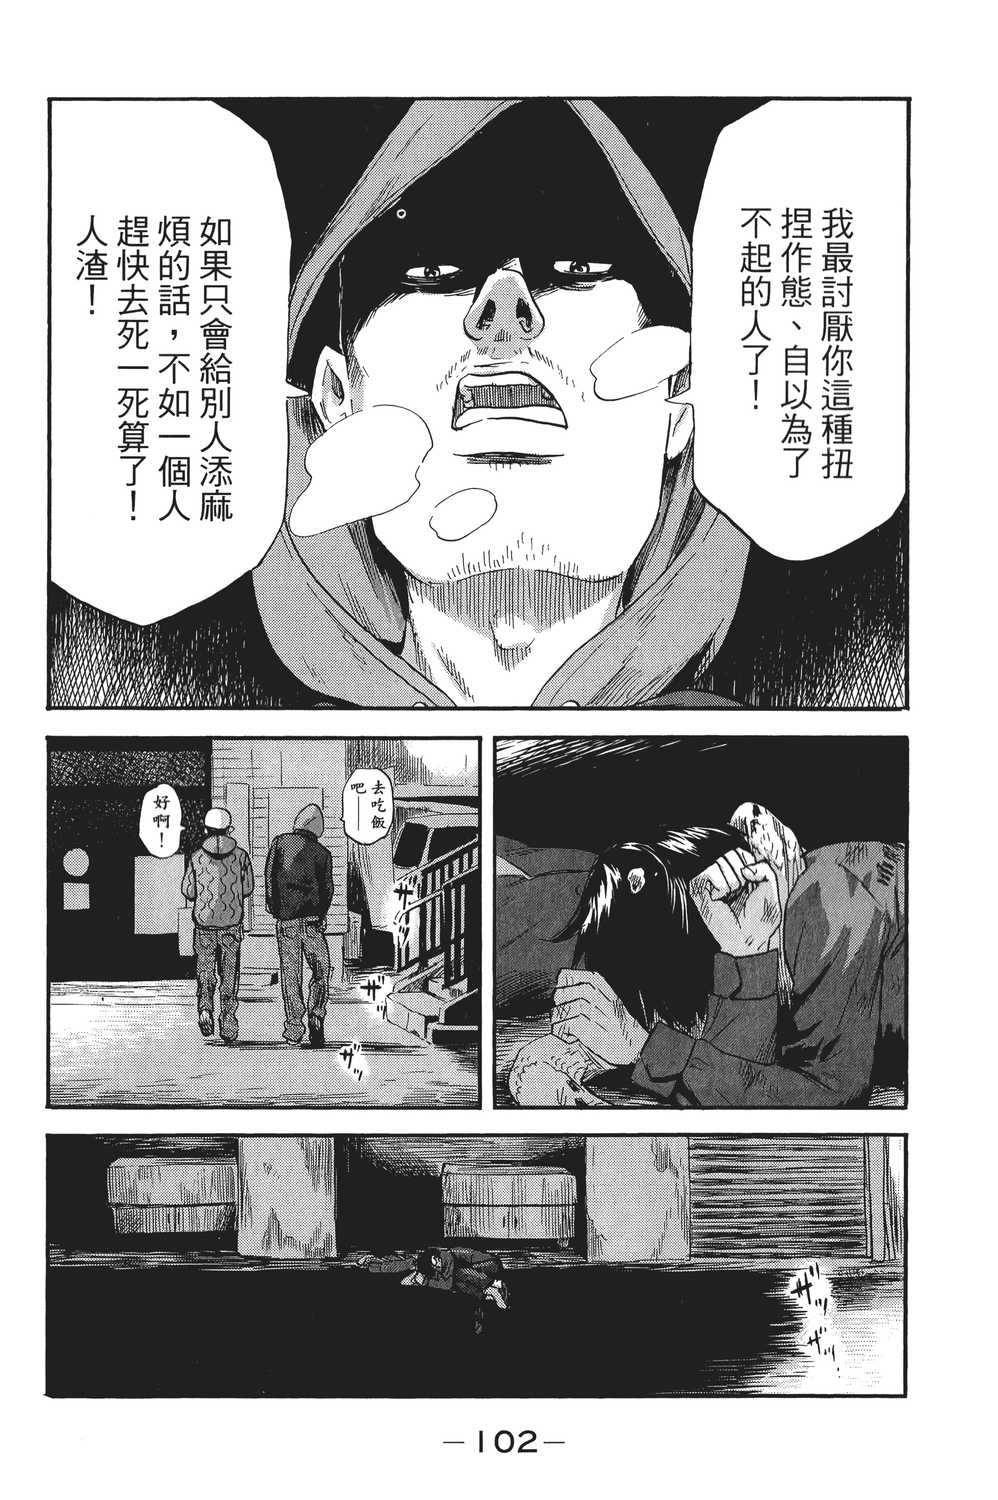 我最討厭你這種扭
捏作態、自以為了
不起的人了！
如果只會給別人添麻
煩的話，不如一個人
趕快去死一死算了！
人渣！
去吃飯
吧──
好啊！
ザッ
ザッ
ザッ
ザッ
ザッ
－102－